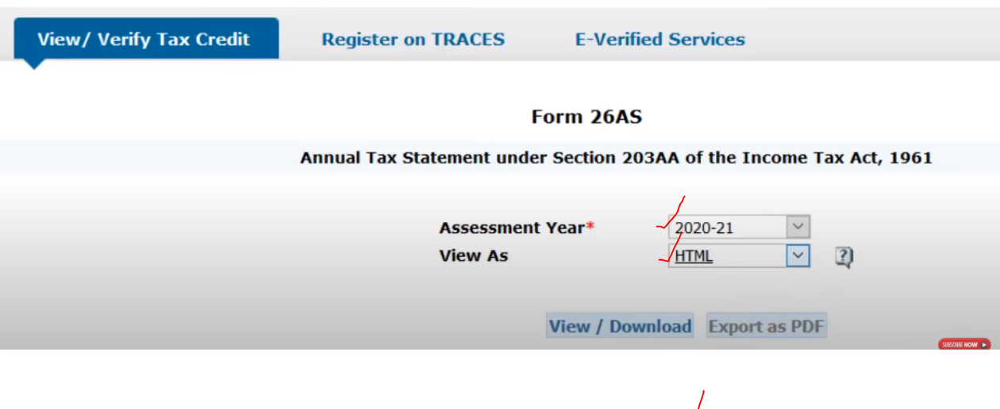 View/ Verify Tax Credit Register on TRACES E-Verified Services
Form 26AS
Annual Tax Statement under Section 203AA of the Income Tax Act, 1961
Assessment Year* 2020-21
View As HTML ?
View / Download Export as PDF
SUBSCRIBE NOW